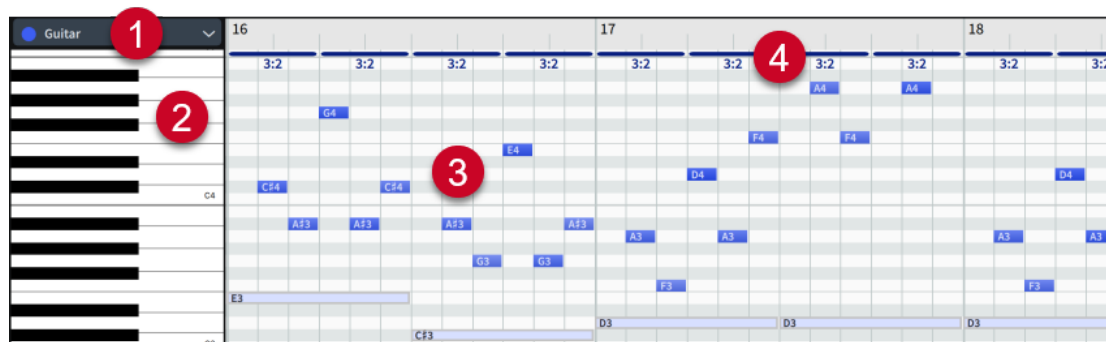 Guitar 1 16 17 18
3:2 3:2 3:2 3:2 3:2 3:2 4 3:2 3:2 3:2
A4 A4
2 G4
F4 F4
E4
3 D4 D4
C♯4 C♯4
C4
A♯3 A♯3 A♯3 A♯3
A3 A3 A3 A3
G3 G3
F3 F3
E3
D3 D3 D3
C♯3